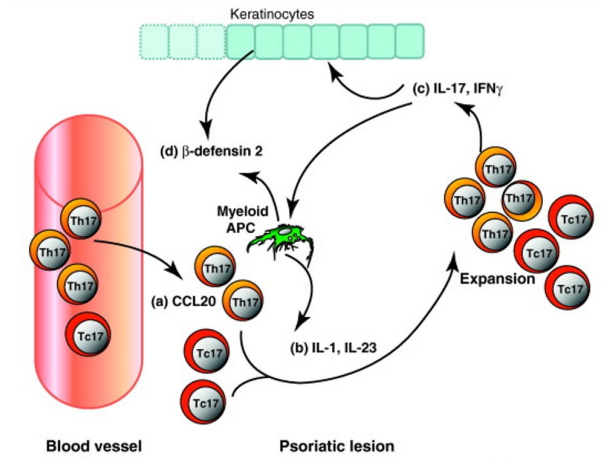 Keratinocytes
(c) IL-17, IFNγ
(d) β-defensin 2
Th17
Th17
Th17
Th17
Tc17
Th17
Tc17
Tc17
Expansion
Myeloid
APC
Th17
Th17
Th17
Tc17
(a) CCL20
Th17
Th17
Tc17
Tc17
(b) IL-1, IL-23
Blood vessel
Psoriatic lesion